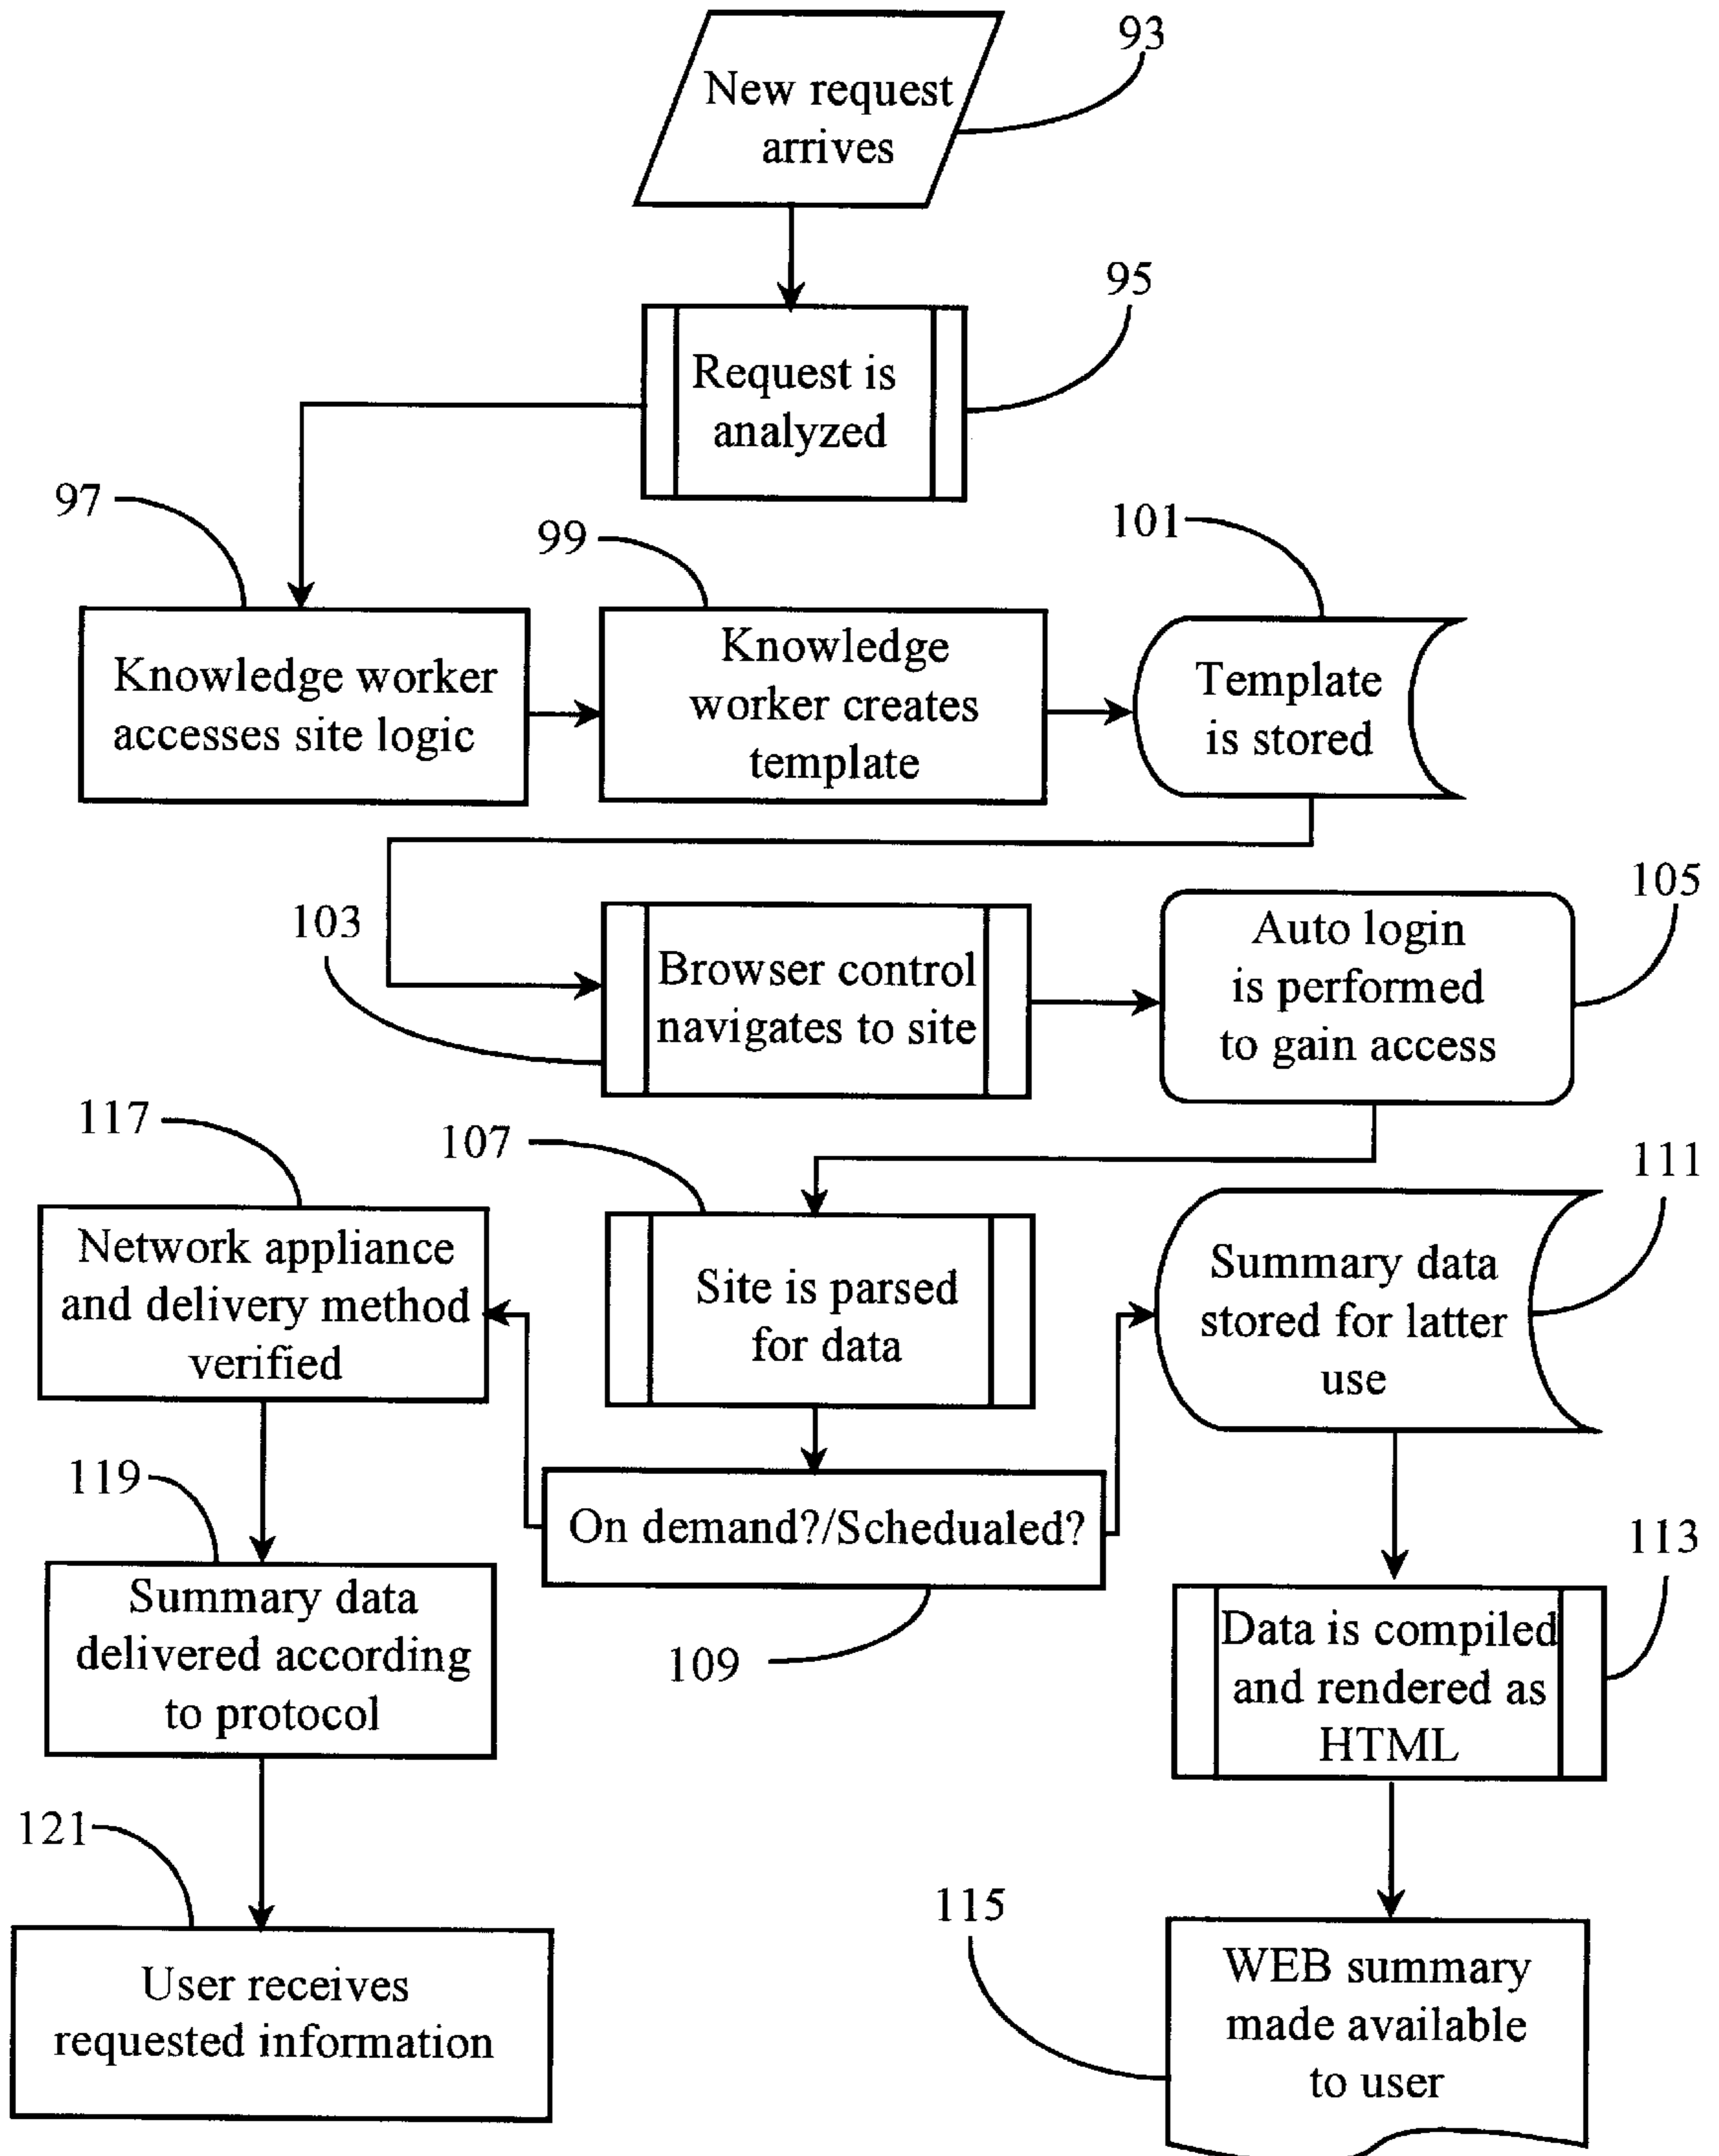 93
New request
arrives
95
Request is
analyzed
97
99
101
Knowledge worker
accesses site logic
Knowledge
worker creates
template
Template
is stored
103
105
Browser control
navigates to site
Auto login
is performed
to gain access
117
107
111
Network appliance
and delivery method
verified
Site is parsed
for data
Summary data
stored for latter
use
119
On demand?/Schedualed?
109
113
Summary data
delivered according
to protocol
Data is compiled
and rendered as
HTML
121
115
User receives
requested information
WEB summary
made available
to user